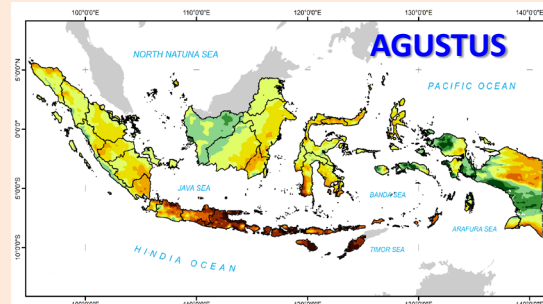 100°0'0"E 110°0'0"E 120°0'0"E 130°0'0"E 140°0'0"E
AGUSTUS
NORTH NATUNA SEA
PACIFIC OCEAN
5°0'0"N
0°0'0"
JAVA SEA
BANDA SEA
5°0'0"S
ARAFURA SEA
TIMOR SEA
10°0'0"S
HINDIA OCEAN